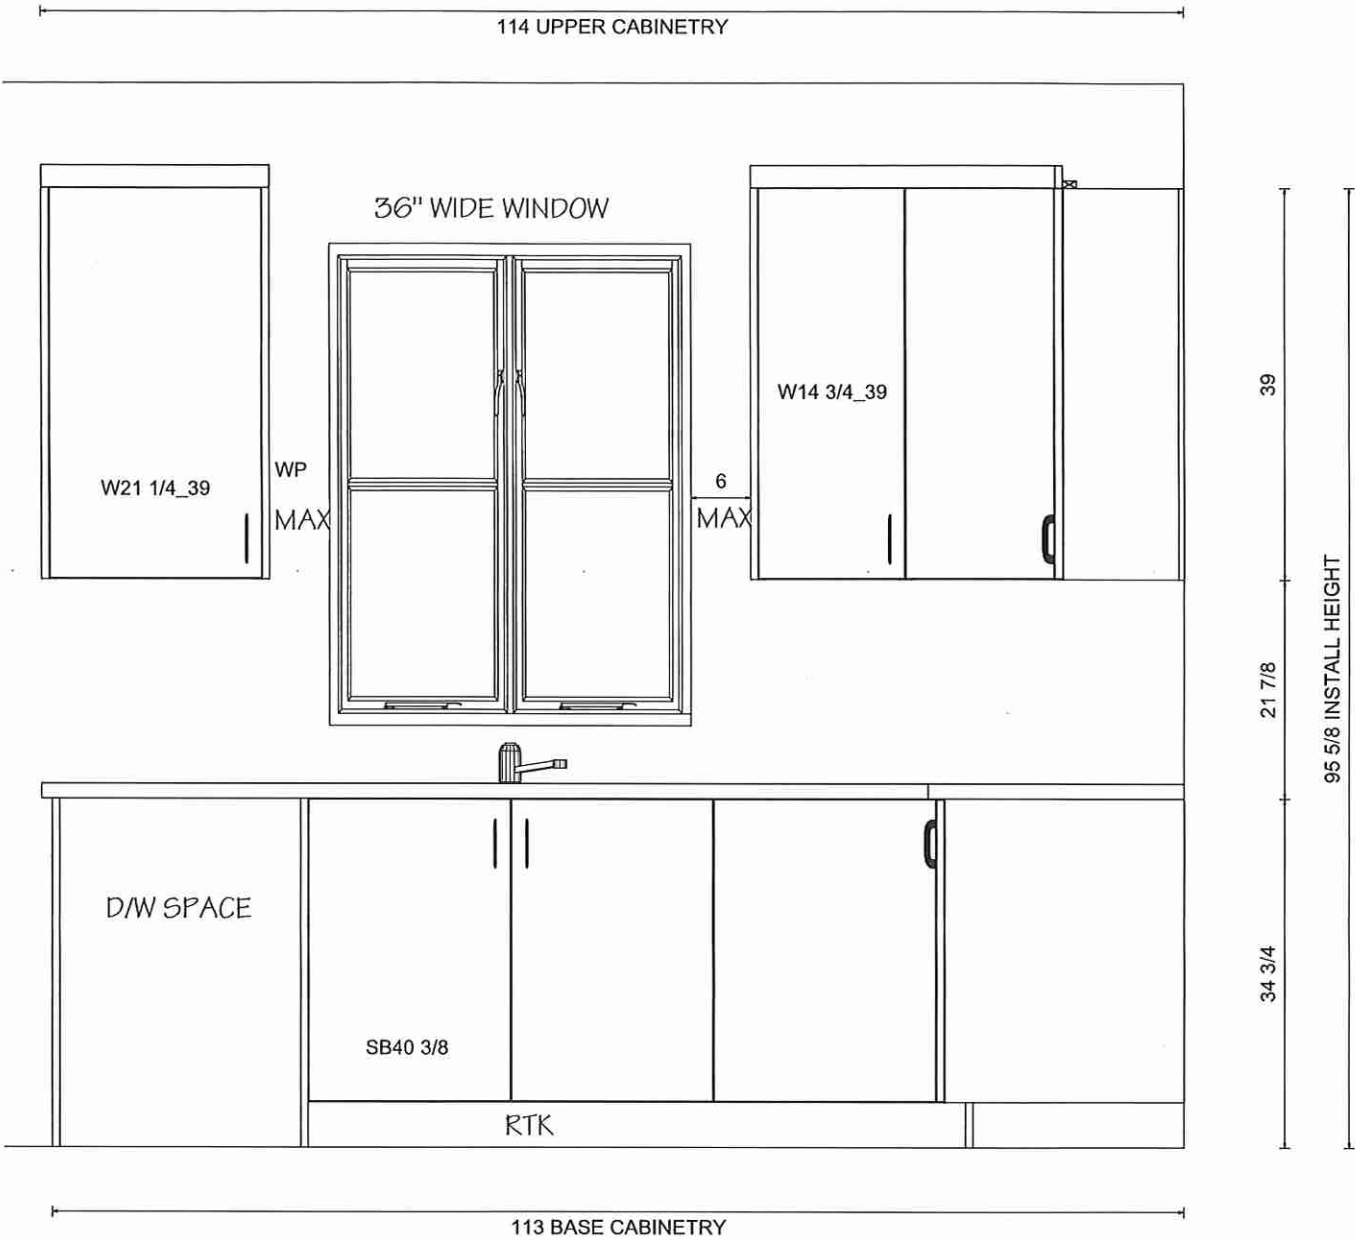 114 UPPER CABINETRY
36" WIDE WINDOW
W14 3/4_39
39
W21 1/4_39
WP
MAX
6
MAX
21 7/8
95 5/8 INSTALL HEIGHT
D/W SPACE
34 3/4
SB40 3/8
RTK
113 BASE CABINETRY